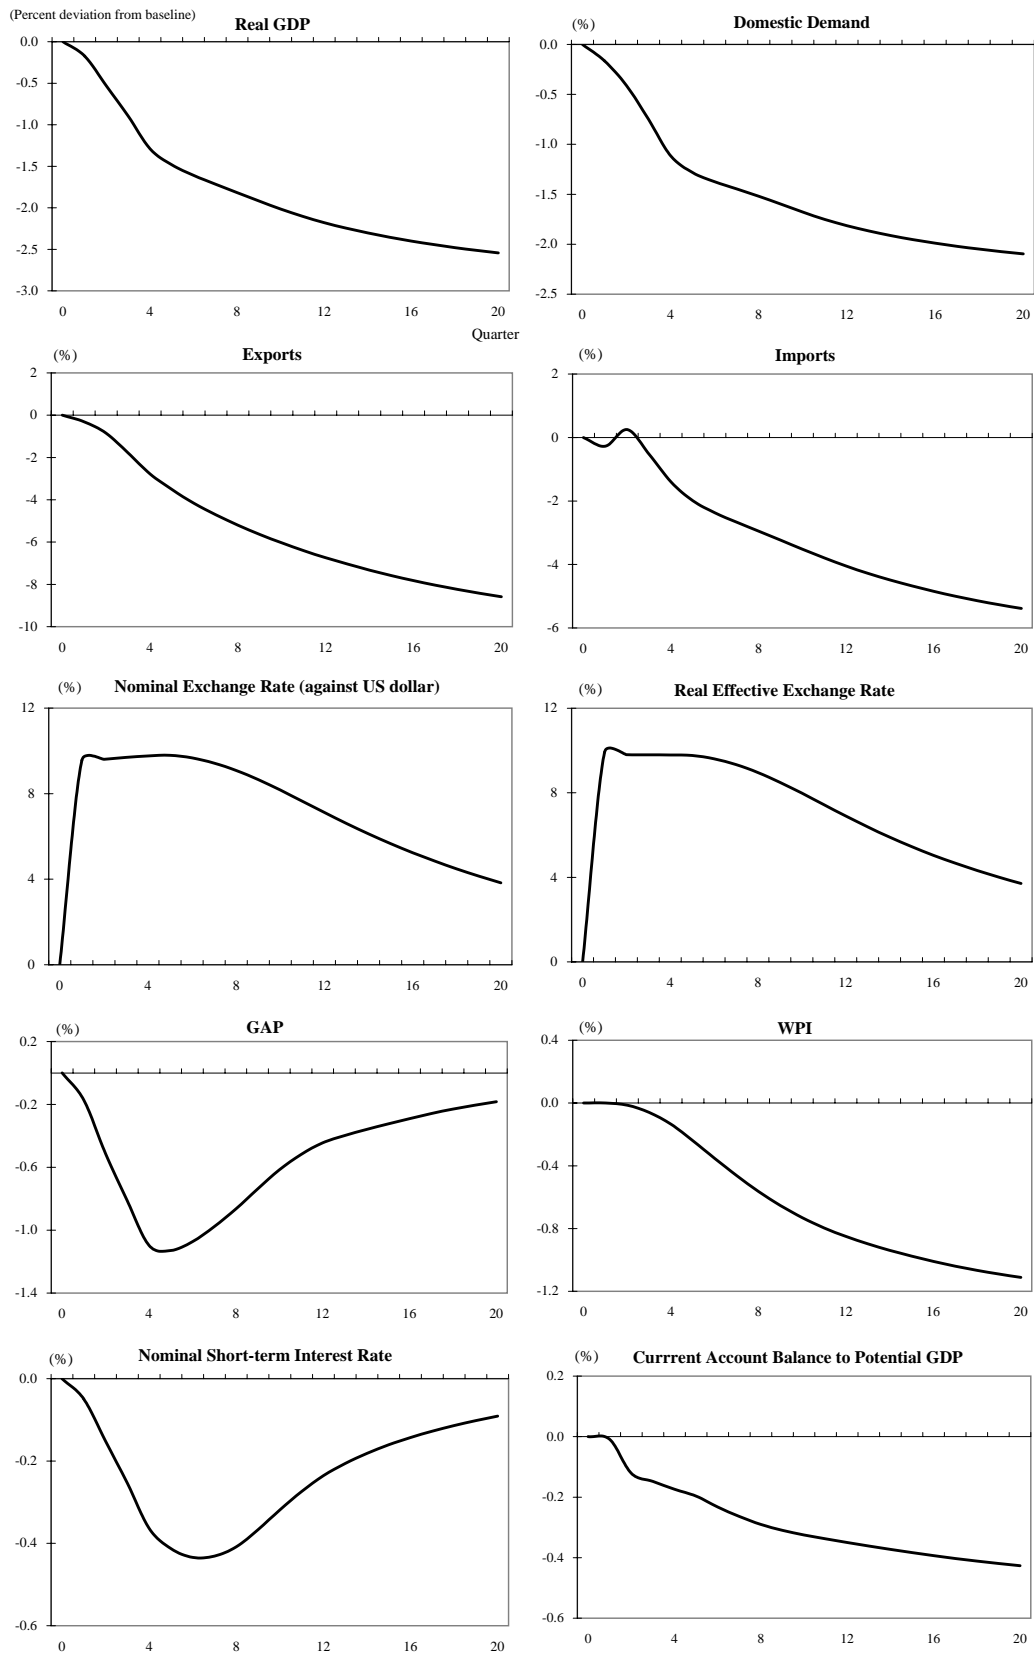 (Percent deviation from baseline)
Real GDP
0.0
-0.5
-1.0
-1.5
-2.0
-2.5
-3.0
0 4 8 12 16 20
Quarter
(%) Domestic Demand
0.0
-0.5
-1.0
-1.5
-2.0
-2.5
0 4 8 12 16 20
(%) Exports
2
0
-2
-4
-6
-8
-10
0 4 8 12 16 20
(%) Imports
2
0
-2
-4
-6
0 4 8 12 16 20
(%) Nominal Exchange Rate (against US dollar)
12
8
4
0
0 4 8 12 16 20
(%) Real Effective Exchange Rate
12
8
4
0
0 4 8 12 16 20
(%) GAP
0.2
-0.2
-0.6
-1.0
-1.4
0 4 8 12 16 20
(%) WPI
0.4
0.0
-0.4
-0.8
-1.2
0 4 8 12 16 20
(%) Nominal Short-term Interest Rate
0.0
-0.2
-0.4
-0.6
0 4 8 12 16 20
(%) Currrent Account Balance to Potential GDP
0.2
0.0
-0.2
-0.4
-0.6
0 4 8 12 16 20